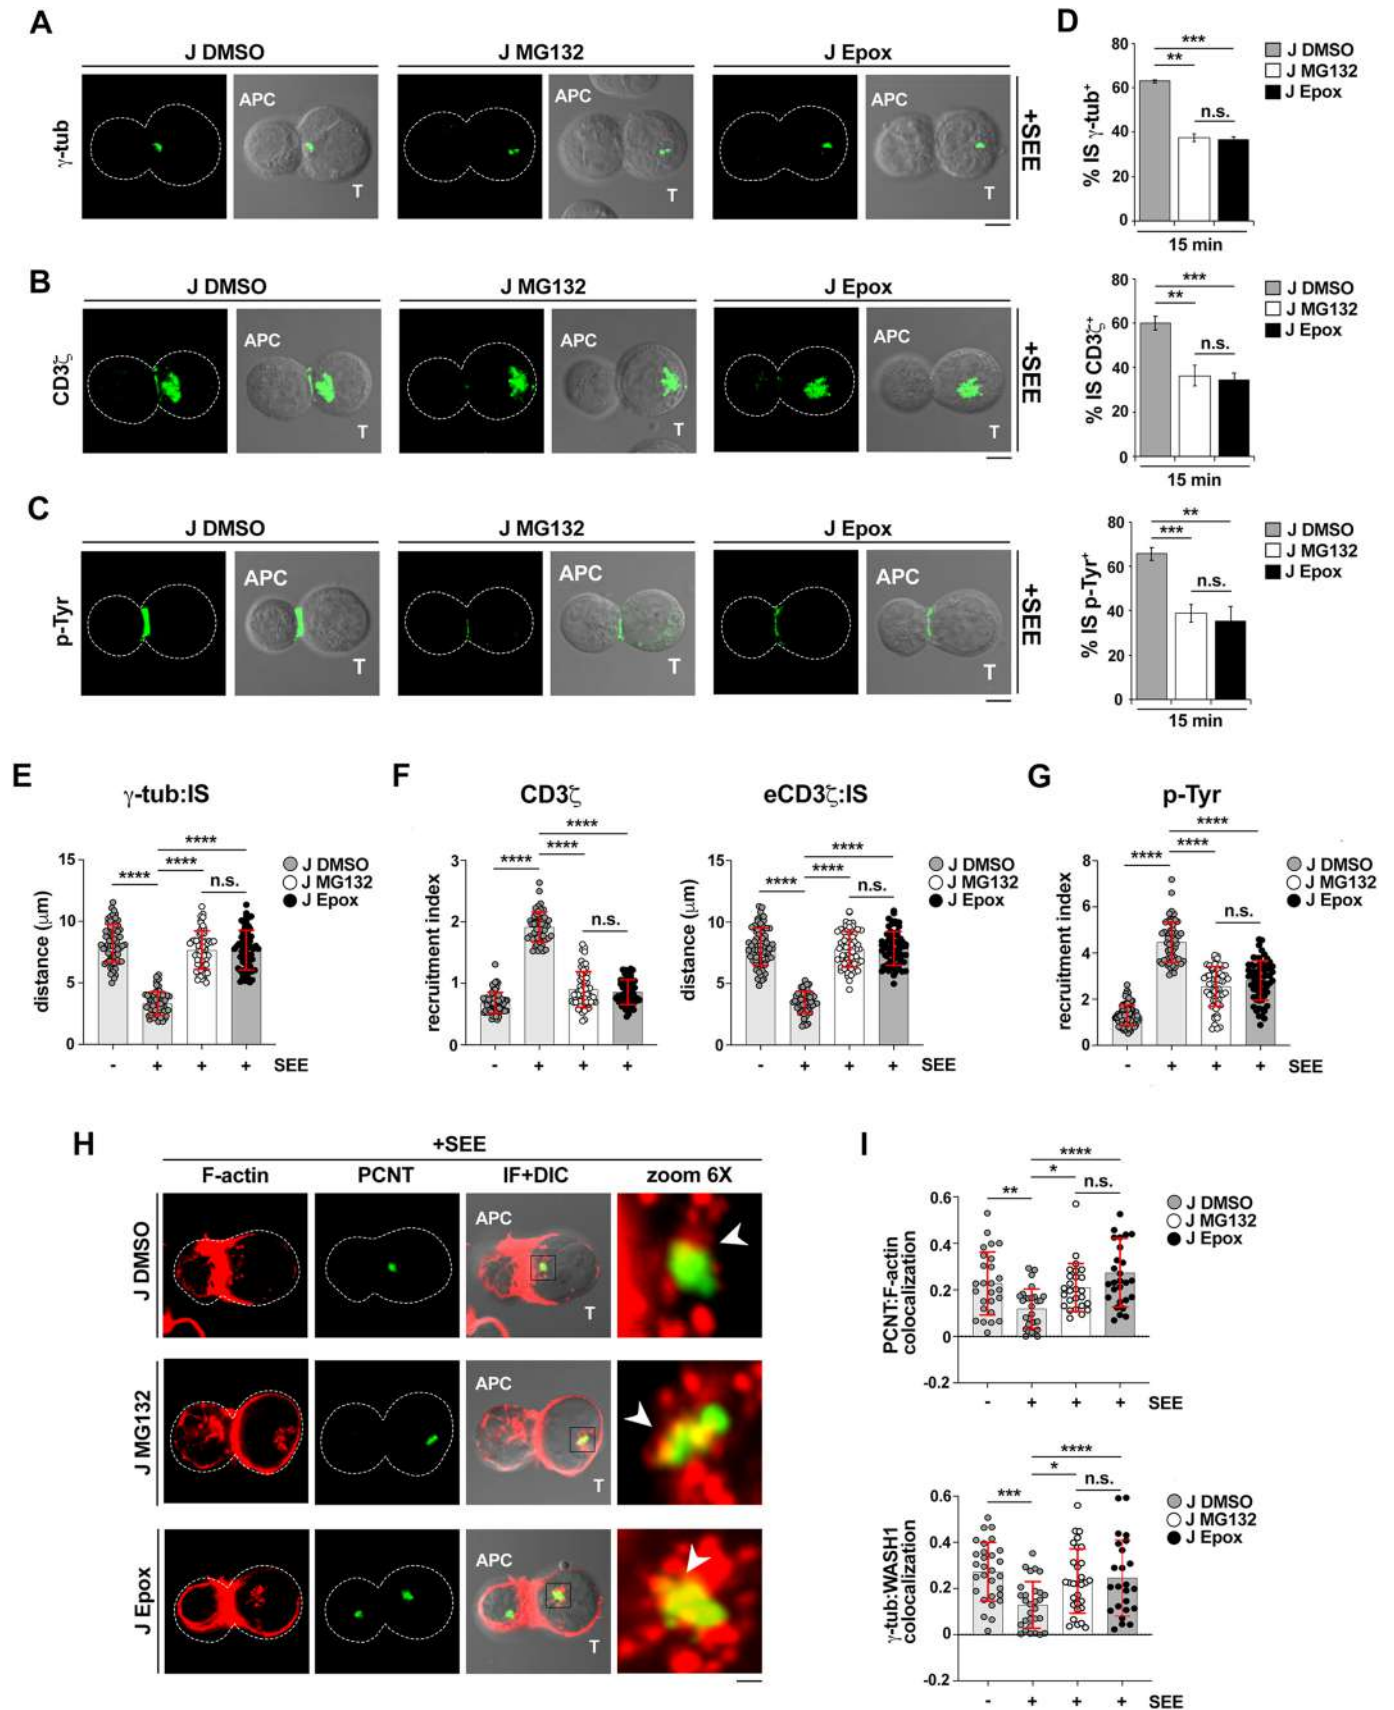 A
J DMSO
J MG132
J Epox
γ-tub
APC
T
APC
T
APC
T
+SEE
D
80
60
40
20
0
% IS γ-tub⁺
***
**
n.s.
15 min
J DMSO
J MG132
J Epox
B
J DMSO
J MG132
J Epox
CD3ζ
APC
T
APC
T
APC
T
+SEE
80
60
40
20
0
% IS CD3ζ⁺
***
**
n.s.
15 min
J DMSO
J MG132
J Epox
C
J DMSO
J MG132
J Epox
p-Tyr
APC
T
APC
T
APC
T
+SEE
80
60
40
20
0
% IS p-Tyr⁺
**
***
n.s.
15 min
J DMSO
J MG132
J Epox
E
γ-tub:IS
15
10
5
0
distance (μm)
****
****
****
n.s.
- + + + SEE
J DMSO
J MG132
J Epox
F
CD3ζ
3
2
1
0
recruitment index
****
****
****
n.s.
- + + +
eCD3ζ:IS
15
10
5
0
distance (μm)
****
****
****
n.s.
- + + + SEE
J DMSO
J MG132
J Epox
G
p-Tyr
8
6
4
2
0
recruitment index
****
****
****
n.s.
- + + + SEE
J DMSO
J MG132
J Epox
H
+SEE
F-actin
PCNT
IF+DIC
zoom 6X
J DMSO
APC
T
J MG132
APC
T
J Epox
APC
T
I
0.6
0.4
0.2
0
-0.2
PCNT:F-actin
colocalization
****
*
**
n.s.
- + + + SEE
J DMSO
J MG132
J Epox
0.6
0.4
0.2
0
-0.2
γ-tub:WASH1
colocalization
****
*
***
n.s.
- + + + SEE
J DMSO
J MG132
J Epox